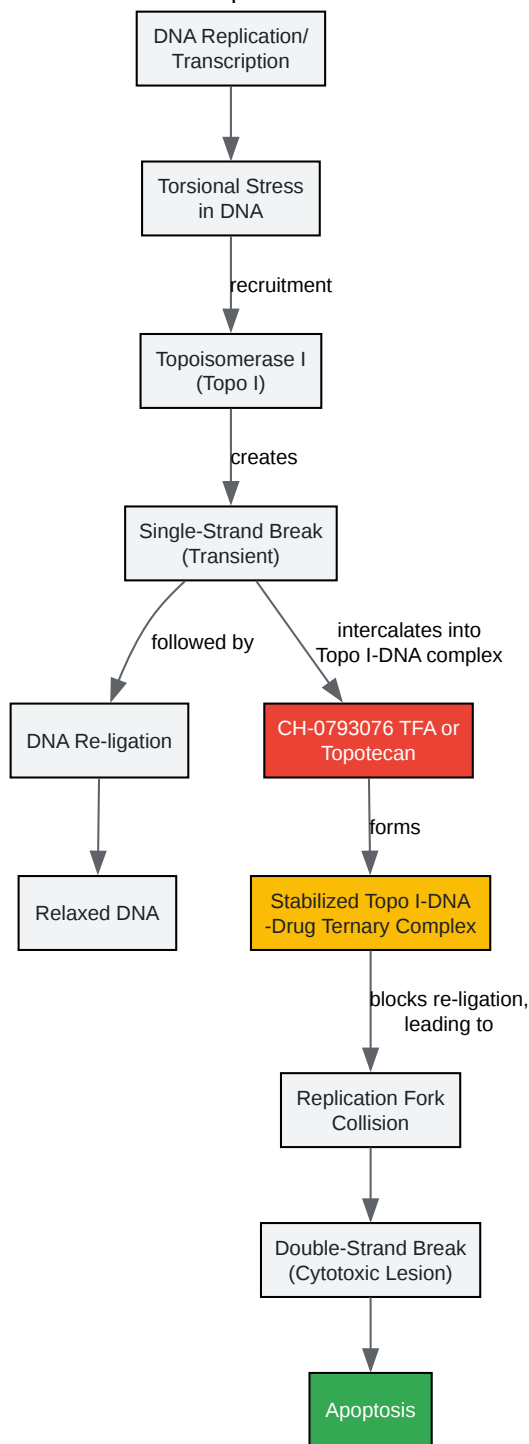 DNA Replication/
Transcription
Torsional Stress
in DNA
recruitment
Topoisomerase I
(Topo I)
creates
Single-Strand Break
(Transient)
followed by
intercalates into
Topo I-DNA complex
DNA Re-ligation
CH-0793076 TFA or
Topotecan
forms
Relaxed DNA
Stabilized Topo I-DNA
-Drug Ternary Complex
blocks re-ligation,
leading to
Replication Fork
Collision
Double-Strand Break
(Cytotoxic Lesion)
Apoptosis